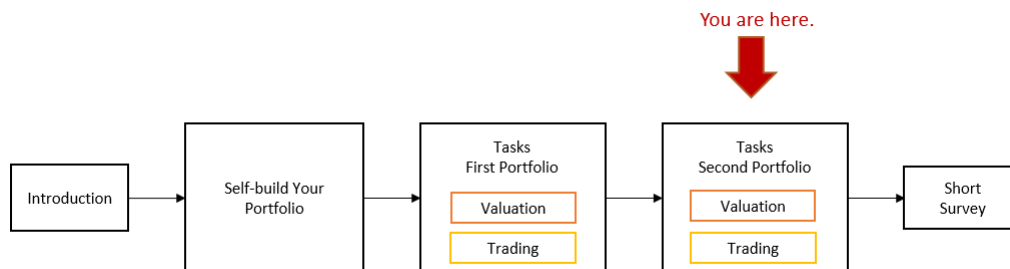 You are here.
Introduction
Self-build Your
Portfolio
Tasks
First Portfolio
Valuation
Trading
Tasks
Second Portfolio
Valuation
Trading
Short
Survey